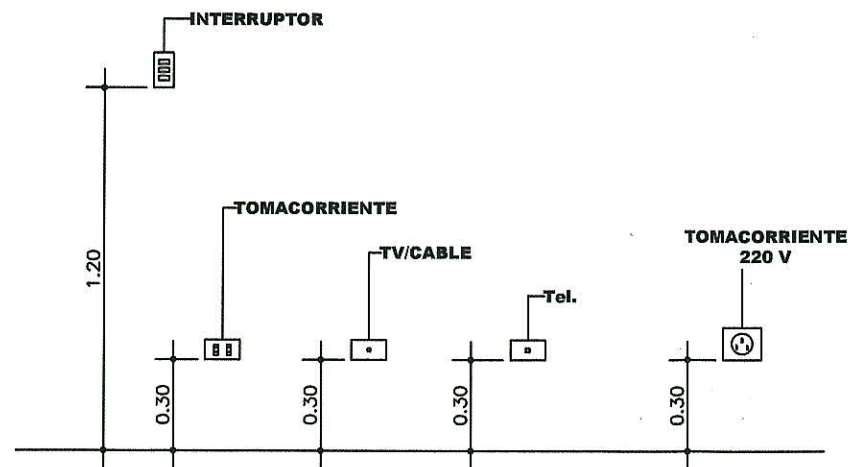 INTERRUPTOR
TOMACORRIENTE
TV/CABLE
Tel.
TOMACORRIENTE
220 V
1.20
0.30
0.30
0.30
0.30